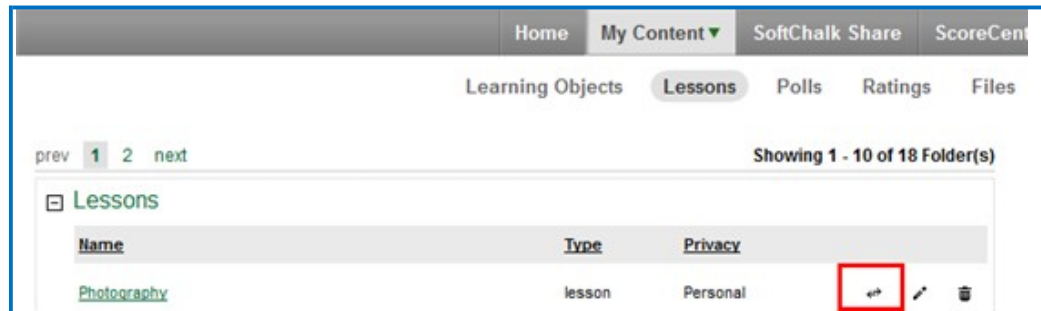 Home My Content▼ SoftChalk Share ScoreCent
Learning Objects Lessons Polls Ratings Files
prev 1 2 next Showing 1 - 10 of 18 Folder(s)
Lessons
Name Type Privacy
Photography lesson Personal